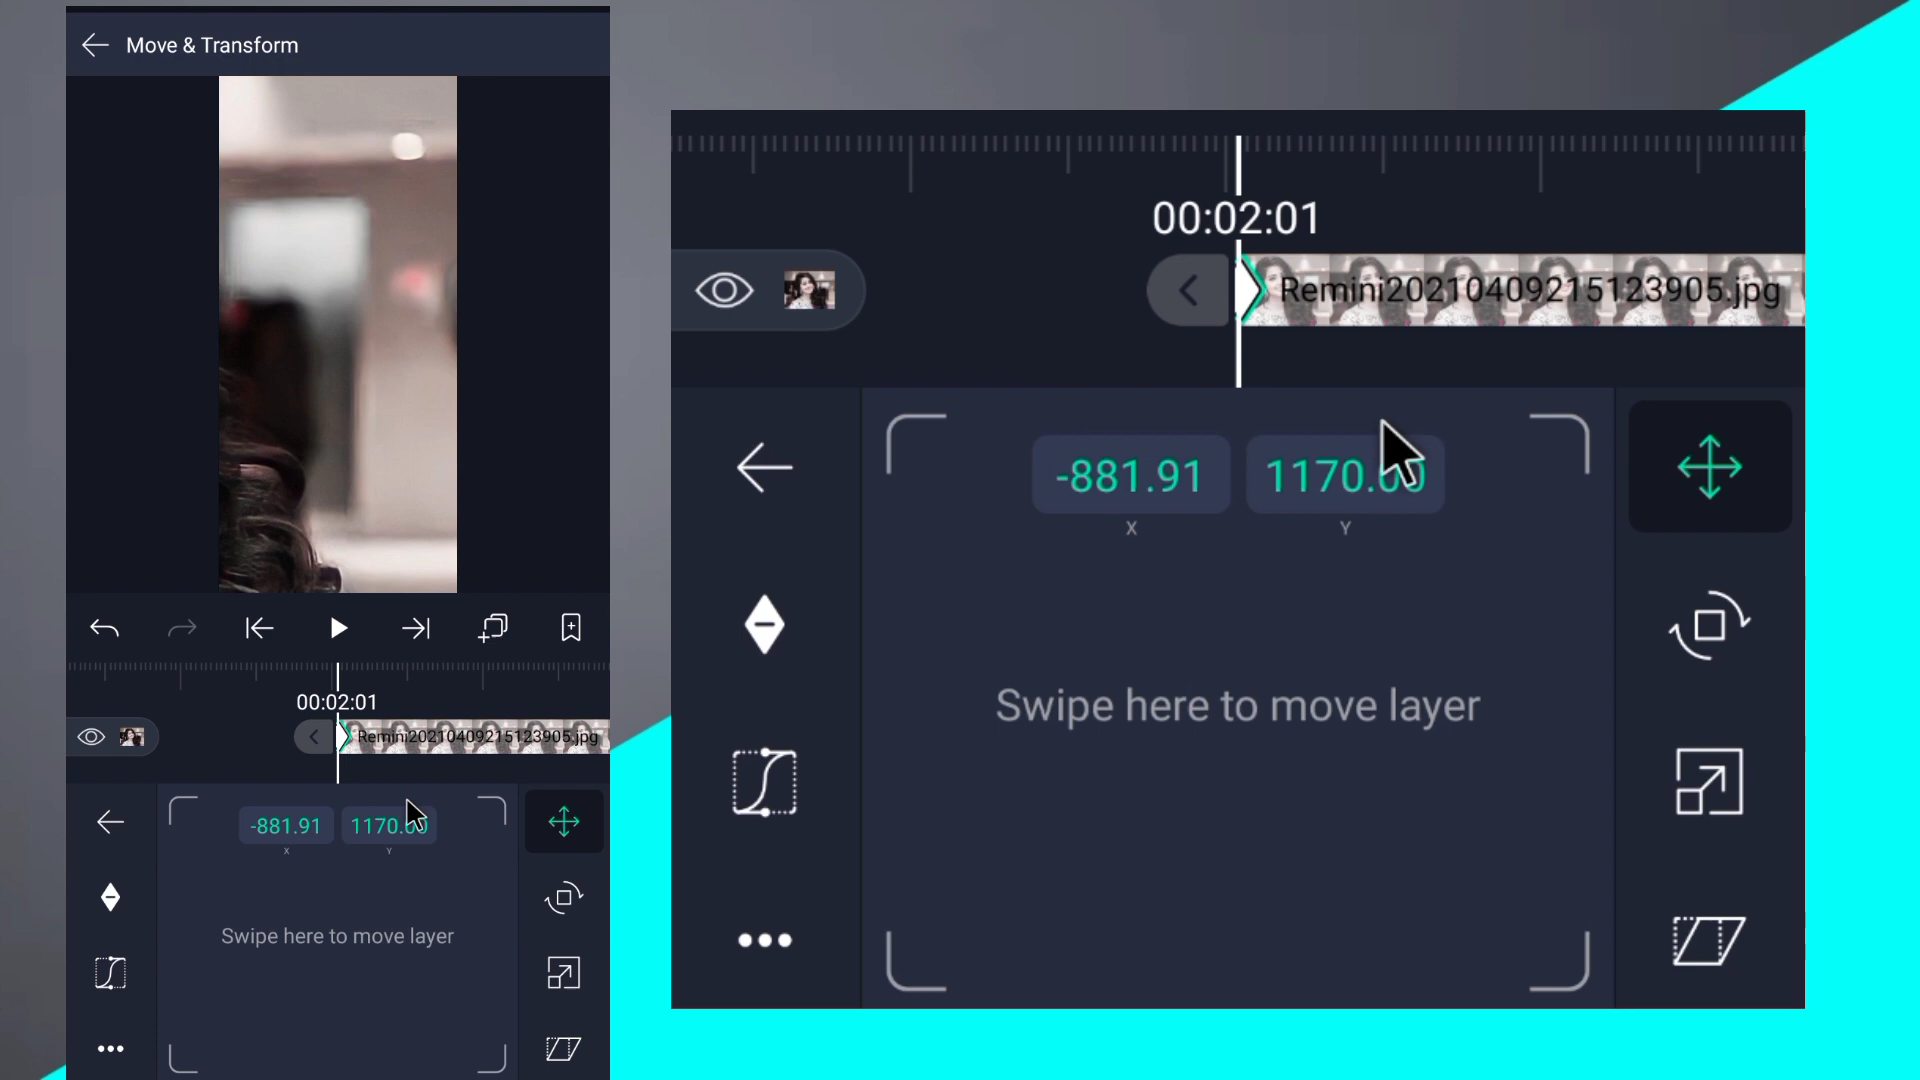 Move & Transform
00:02:01
Remini20210409215123905.jpg
-881.91
1170.00
X
Y
Swipe here to move layer
00:02:01
Remini20210409215123905.jpg
-881.91
1170.00
X
Y
Swipe here to move layer